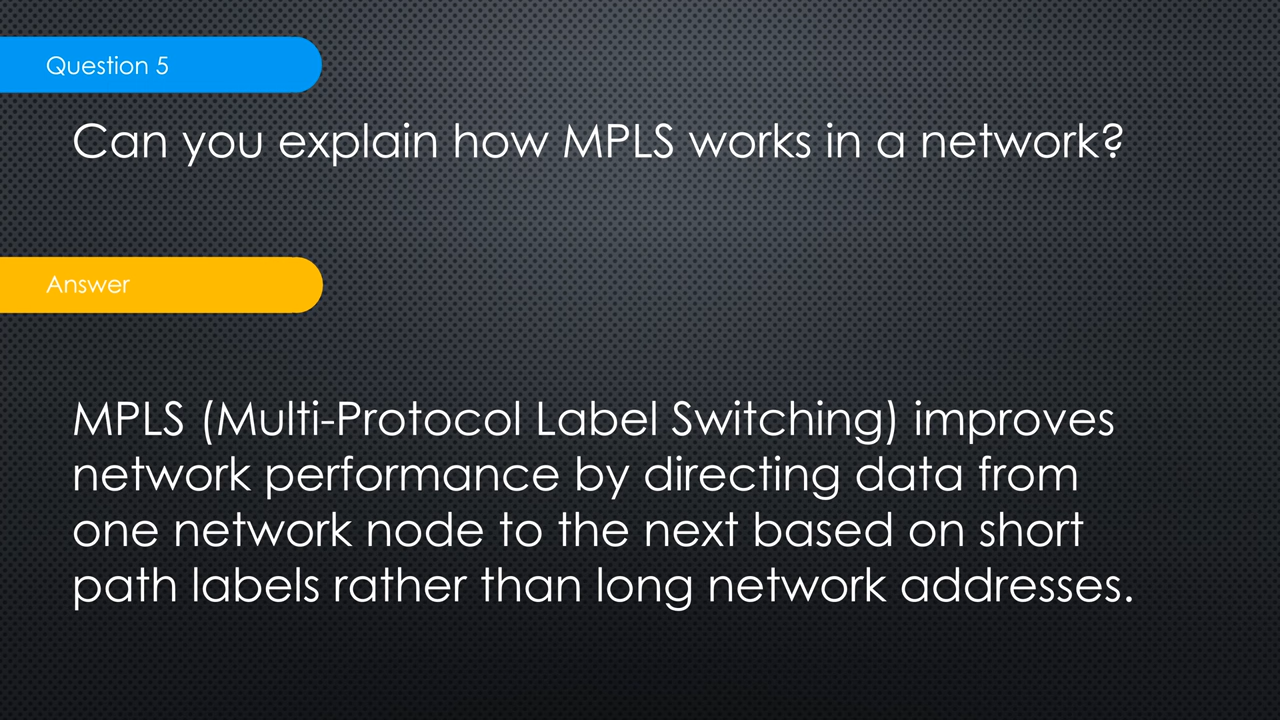 Question 5
Can you explain how MPLS works in a network?
Answer
MPLS (Multi-Protocol Label Switching) improves
network performance by directing data from
one network node to the next based on short
path labels rather than long network addresses.